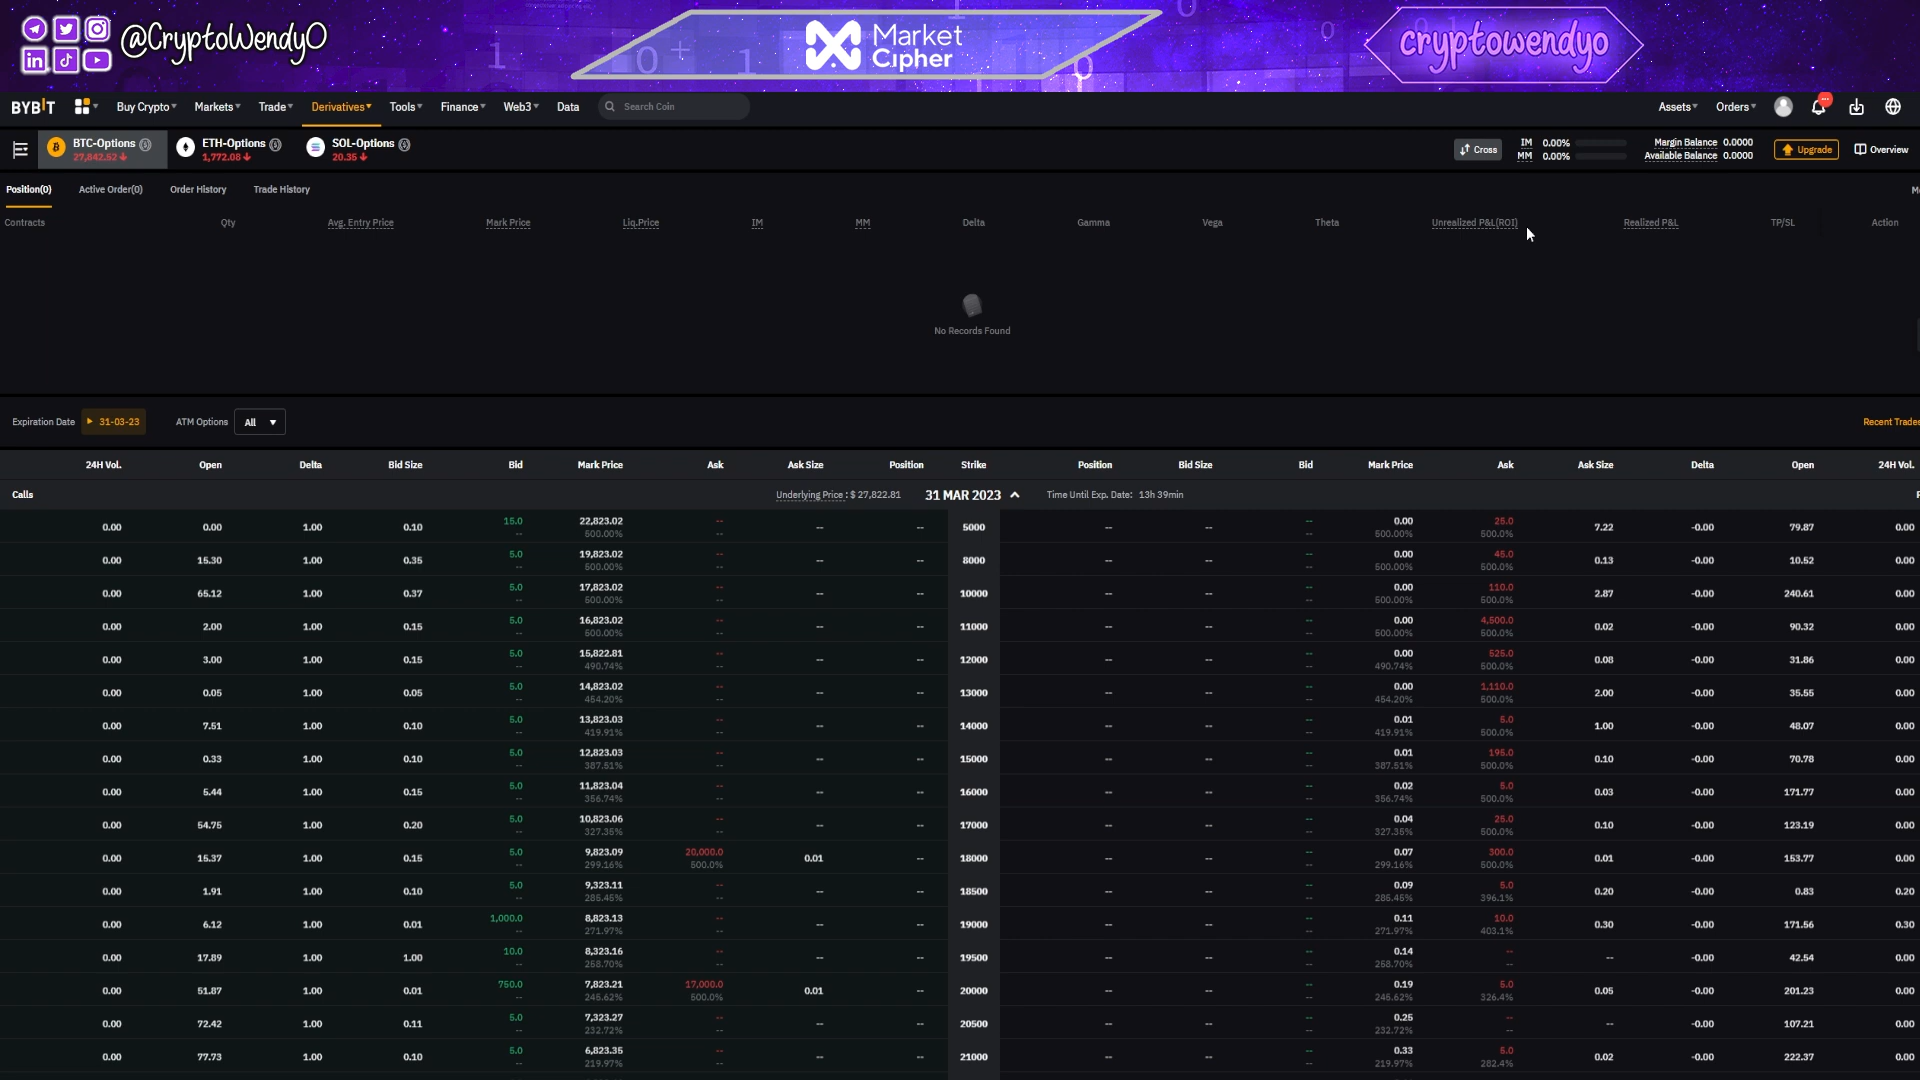 @CryptoWendyO
Market
Cipher
cryptowendyo
BYBIT Buy Crypto Markets Trade Derivatives Tools Finance Web3 Data Search Coin Assets Orders
BTC-Options ETH-Options SOL-Options
27,842.52 1,772.08 20.35
Cross IM 0.00% Margin Balance 0.0000 Upgrade Overview
MM 0.00% Available Balance 0.0000
Position(0) Active Order(0) Order History Trade History
Contracts Qty Avg. Entry Price Mark Price Liq.Price IM MM Delta Gamma Vega Theta Unrealized P&L(ROI) Realized P&L TP/SL Action
No Records Found
Expiration Date 31-03-23 ATM Options All Recent Trades
24H Vol. Open Delta Bid Size Bid Mark Price Ask Ask Size Position Strike Position Bid Size Bid Mark Price Ask Ask Size Delta Open 24H Vol.
Calls Underlying Price : $ 27,822.81 31 MAR 2023 Time Until Exp. Date: 13h 39min
0.00 0.00 1.00 0.10 15.0 22,823.02 -- -- -- 5000 -- -- -- 0.00 25.0 7.22 -0.00 79.87 0.00
-- 500.00% -- -- 500.00% 500.0%
0.00 15.30 1.00 0.35 5.0 19,823.02 -- -- -- 8000 -- -- -- 0.00 45.0 0.13 -0.00 10.52 0.00
-- 500.00% -- -- 500.00% 500.0%
0.00 65.12 1.00 0.37 5.0 17,823.02 -- -- -- 10000 -- -- -- 0.00 110.0 2.87 -0.00 240.61 0.00
-- 500.00% -- -- 500.00% 500.0%
0.00 2.00 1.00 0.15 5.0 16,823.02 -- -- -- 11000 -- -- -- 0.00 4,500.0 0.02 -0.00 90.32 0.00
-- 500.00% -- -- 500.00% 500.0%
0.00 3.00 1.00 0.15 5.0 15,822.81 -- -- -- 12000 -- -- -- 0.00 525.0 0.08 -0.00 31.86 0.00
-- 490.74% -- -- 490.74% 500.0%
0.00 0.05 1.00 0.05 5.0 14,823.02 -- -- -- 13000 -- -- -- 0.00 1,110.0 2.00 -0.00 35.55 0.00
-- 454.20% -- -- 454.20% 500.0%
0.00 7.51 1.00 0.10 5.0 13,823.03 -- -- -- 14000 -- -- -- 0.01 5.0 1.00 -0.00 48.07 0.00
-- 419.91% -- -- 419.91% 500.0%
0.00 0.33 1.00 0.10 5.0 12,823.03 -- -- -- 15000 -- -- -- 0.01 195.0 0.10 -0.00 70.78 0.00
-- 387.51% -- -- 387.51% 500.0%
0.00 5.44 1.00 0.15 5.0 11,823.04 -- -- -- 16000 -- -- -- 0.02 5.0 0.03 -0.00 171.77 0.00
-- 356.74% -- -- 356.74% 500.0%
0.00 54.75 1.00 0.20 5.0 10,823.06 -- -- -- 17000 -- -- -- 0.04 25.0 0.10 -0.00 123.19 0.00
-- 327.35% -- -- 327.35% 500.0%
0.00 15.37 1.00 0.15 5.0 9,823.09 20,000.0 0.01 -- 18000 -- -- -- 0.07 300.0 0.01 -0.00 153.77 0.00
-- 299.16% 500.0% -- 299.16% 500.0%
0.00 1.91 1.00 0.10 5.0 9,323.11 -- -- -- 18500 -- -- -- 0.09 5.0 0.20 -0.00 0.83 0.20
-- 285.45% -- -- 285.45% 396.1%
0.00 6.12 1.00 0.01 1,000.0 8,823.13 -- -- -- 19000 -- -- -- 0.11 10.0 0.30 -0.00 171.56 0.30
-- 271.97% -- -- 271.97% 403.1%
0.00 17.89 1.00 1.00 10.0 8,323.16 -- -- -- 19500 -- -- -- 0.14 -- -- -0.00 42.54 0.00
-- 258.70% -- -- 258.70% --
0.00 51.87 1.00 0.01 750.0 7,823.21 17,000.0 0.01 -- 20000 -- -- -- 0.19 5.0 0.05 -0.00 201.23 0.00
-- 245.62% 500.0% -- 245.62% 326.4%
0.00 72.42 1.00 0.11 5.0 7,323.27 -- -- -- 20500 -- -- -- 0.25 -- -- -0.00 107.21 0.00
-- 232.72% -- -- 232.72% --
0.00 77.73 1.00 0.10 5.0 6,823.35 -- -- -- 21000 -- -- -- 0.33 5.0 0.02 -0.00 222.37 0.00
-- 219.97% -- -- 219.97% 282.4%